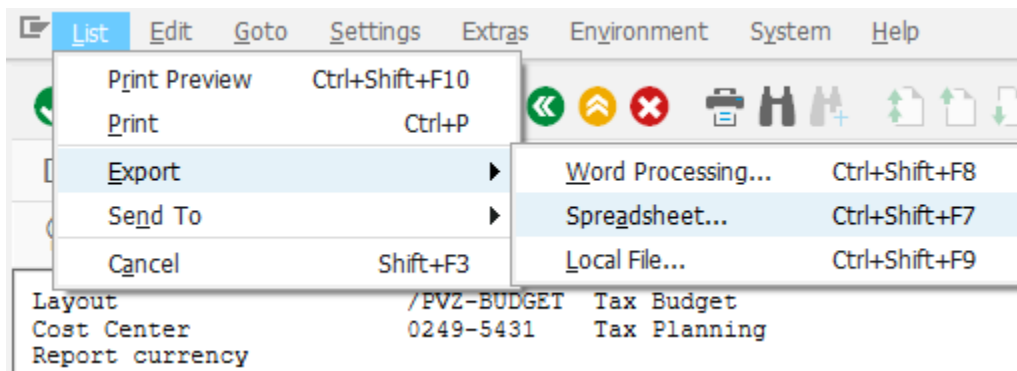 List Edit Goto Settings Extras Environment System Help
Print Preview Ctrl+Shift+F10
Print Ctrl+P
Export
Word Processing... Ctrl+Shift+F8
Send To
Spreadsheet... Ctrl+Shift+F7
Cancel Shift+F3
Local File... Ctrl+Shift+F9
Layout /PVZ-BUDGET Tax Budget
Cost Center 0249-5431 Tax Planning
Report currency